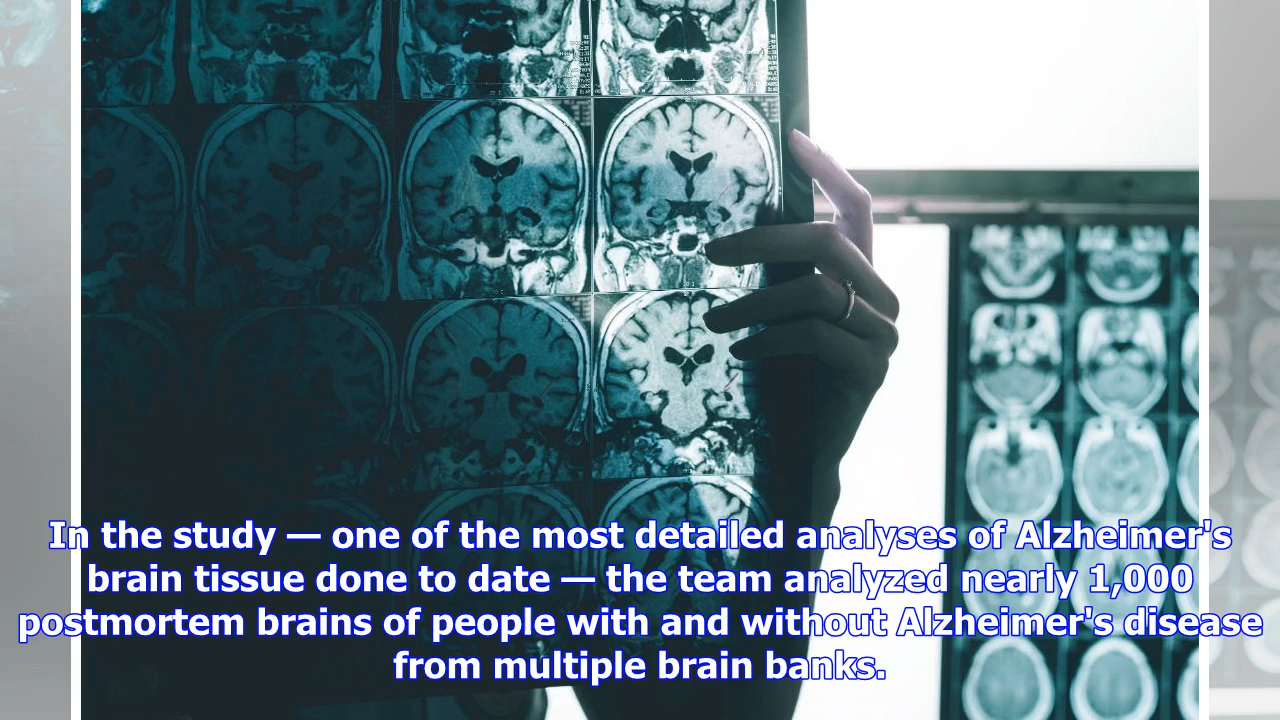 In the study — one of the most detailed analyses of Alzheimer's
brain tissue done to date — the team analyzed nearly 1,000
postmortem brains of people with and without Alzheimer's disease
from multiple brain banks.